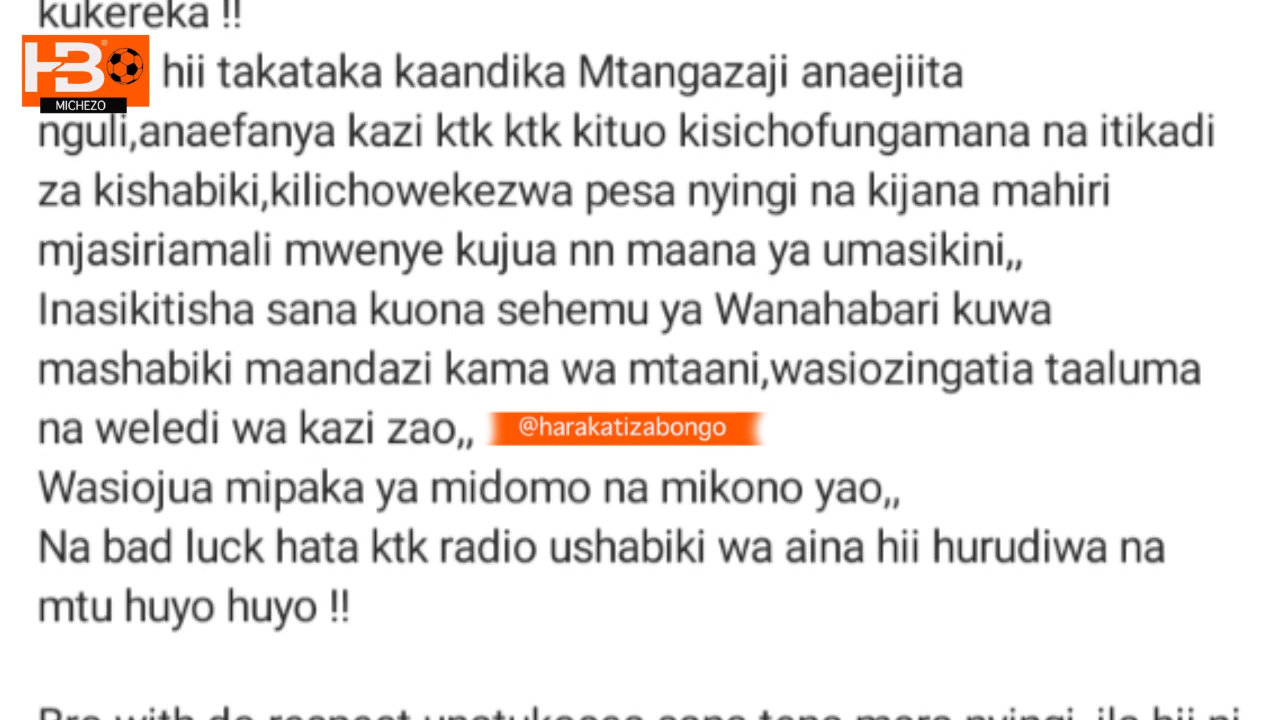 kukereka !!
HB
MICHEZO
hii takataka kaandika Mtangazaji anaejiita
nguli,anaefanya kazi ktk ktk kituo kisichofungamana na itikadi
za kishabiki,kilichowekezwa pesa nyingi na kijana mahiri
mjasiriamali mwenye kujua nn maana ya umasikini,,
Inasikitisha sana kuona sehemu ya Wanahabari kuwa
mashabiki maandazi kama wa mtaani,wasiozingatia taaluma
na weledi wa kazi zao,, @harakatizabongo
Wasiojua mipaka ya midomo na mikono yao,,
Na bad luck hata ktk radio ushabiki wa aina hii hurudiwa na
mtu huyo huyo !!